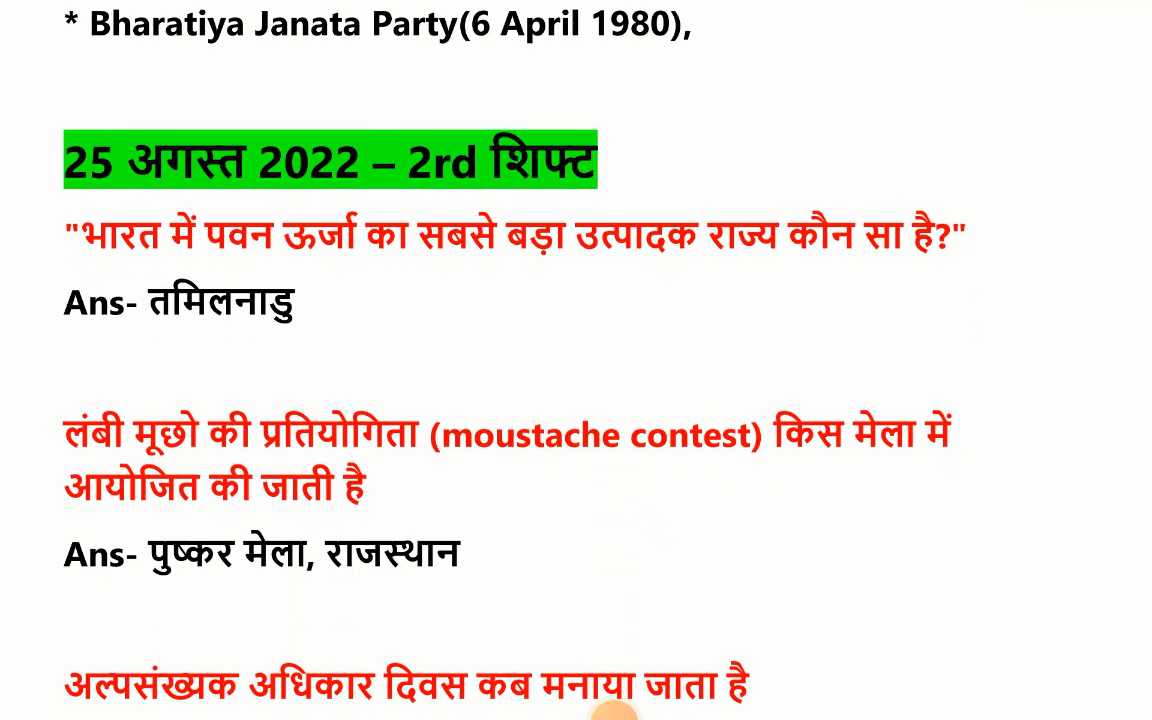 * Bharatiya Janata Party(6 April 1980),
25 अगस्त 2022 – 2rd शिफ्ट
"भारत में पवन ऊर्जा का सबसे बड़ा उत्पादक राज्य कौन सा है?"
Ans- तमिलनाडु
लंबी मूछो की प्रतियोगिता (moustache contest) किस मेला में
आयोजित की जाती है
Ans- पुष्कर मेला, राजस्थान
अल्पसंख्यक अधिकार दिवस कब मनाया जाता है